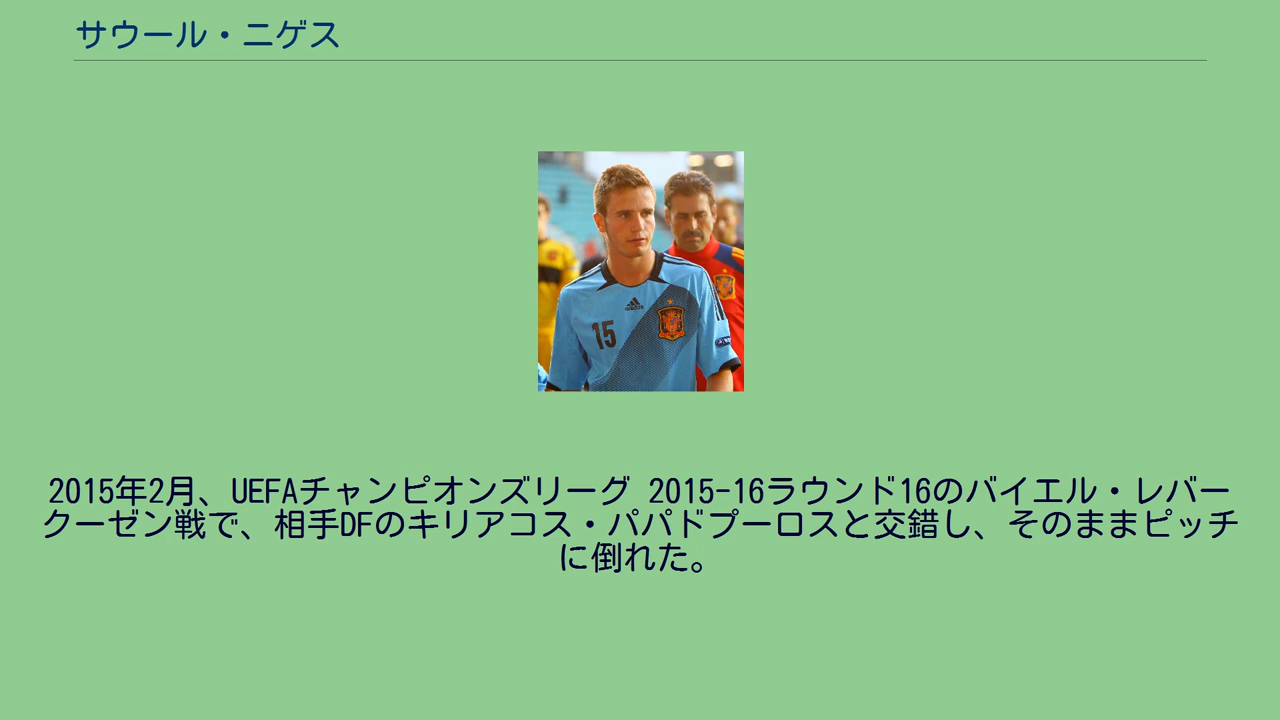 サウール・ニゲス
adidas
15
2015年2月、UEFAチャンピオンズリーグ 2015-16ラウンド16のバイエル・レバー
クーゼン戦で、相手DFのキリアコス・パパドプーロスと交錯し、そのままピッチ
に倒れた。